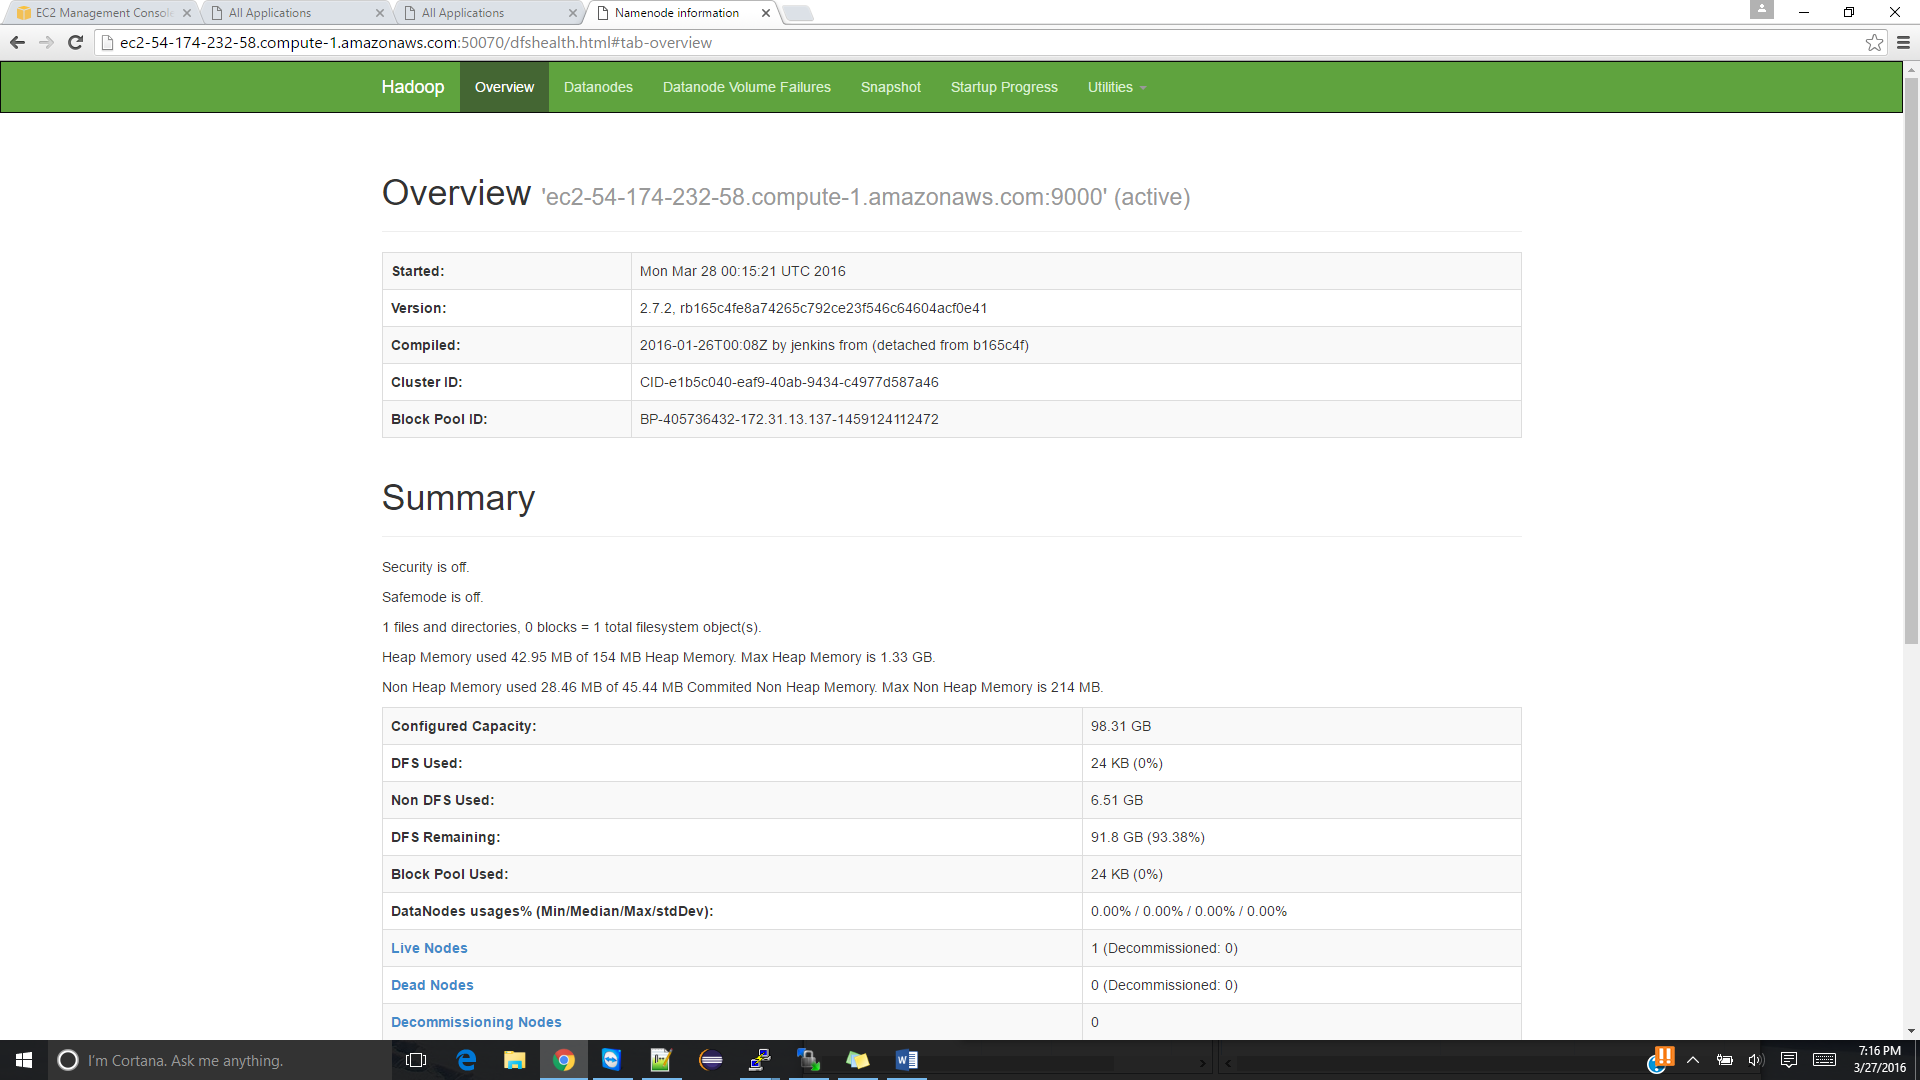 EC2 Management Consol
All Applications
All Applications
Namenode information
ec2-54-174-232-58.compute-1.amazonaws.com:50070/dfshealth.html#tab-overview
Hadoop Overview Datanodes Datanode Volume Failures Snapshot Startup Progress Utilities
Overview 'ec2-54-174-232-58.compute-1.amazonaws.com:9000' (active)
Started: Mon Mar 28 00:15:21 UTC 2016
Version: 2.7.2, rb165c4fe8a74265c792ce23f546c64604acf0e41
Compiled: 2016-01-26T00:08Z by jenkins from (detached from b165c4f)
Cluster ID: CID-e1b5c040-eaf9-40ab-9434-c4977d587a46
Block Pool ID: BP-405736432-172.31.13.137-1459124112472
Summary
Security is off.
Safemode is off.
1 files and directories, 0 blocks = 1 total filesystem object(s).
Heap Memory used 42.95 MB of 154 MB Heap Memory. Max Heap Memory is 1.33 GB.
Non Heap Memory used 28.46 MB of 45.44 MB Commited Non Heap Memory. Max Non Heap Memory is 214 MB.
Configured Capacity: 98.31 GB
DFS Used: 24 KB (0%)
Non DFS Used: 6.51 GB
DFS Remaining: 91.8 GB (93.38%)
Block Pool Used: 24 KB (0%)
DataNodes usages% (Min/Median/Max/stdDev): 0.00% / 0.00% / 0.00% / 0.00%
Live Nodes 1 (Decommissioned: 0)
Dead Nodes 0 (Decommissioned: 0)
Decommissioning Nodes 0
I'm Cortana. Ask me anything.
7:16 PM
3/27/2016